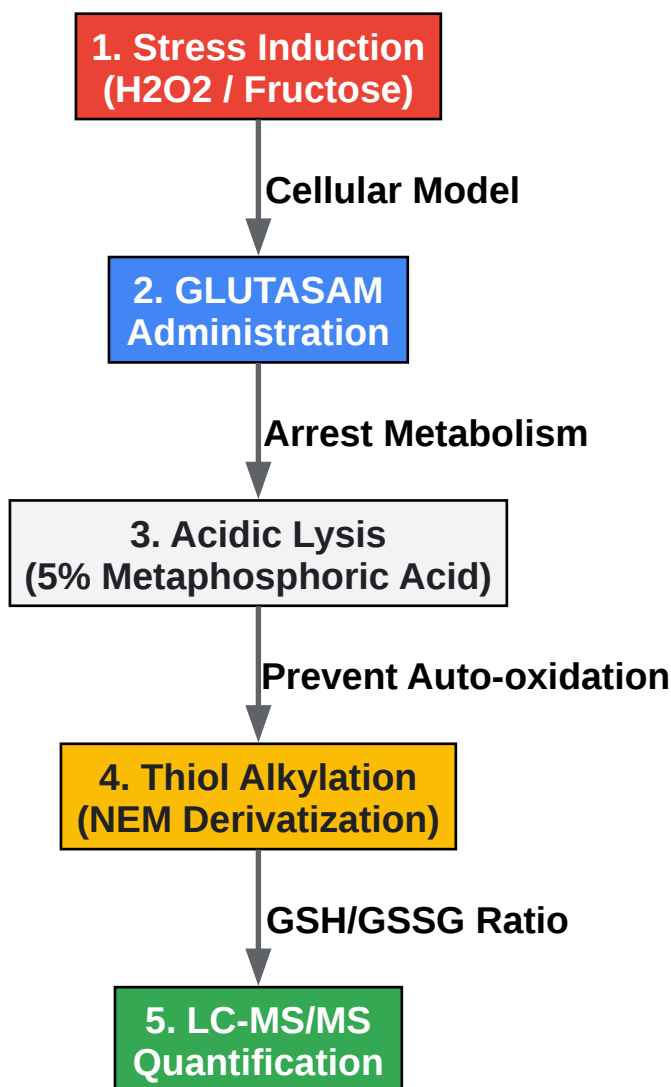 1. Stress Induction
(H2O2 / Fructose)
Cellular Model
2. GLUTASAM
Administration
Arrest Metabolism
3. Acidic Lysis
(5% Metaphosphoric Acid)
Prevent Auto-oxidation
4. Thiol Alkylation
(NEM Derivatization)
GSH/GSSG Ratio
5. LC-MS/MS
Quantification